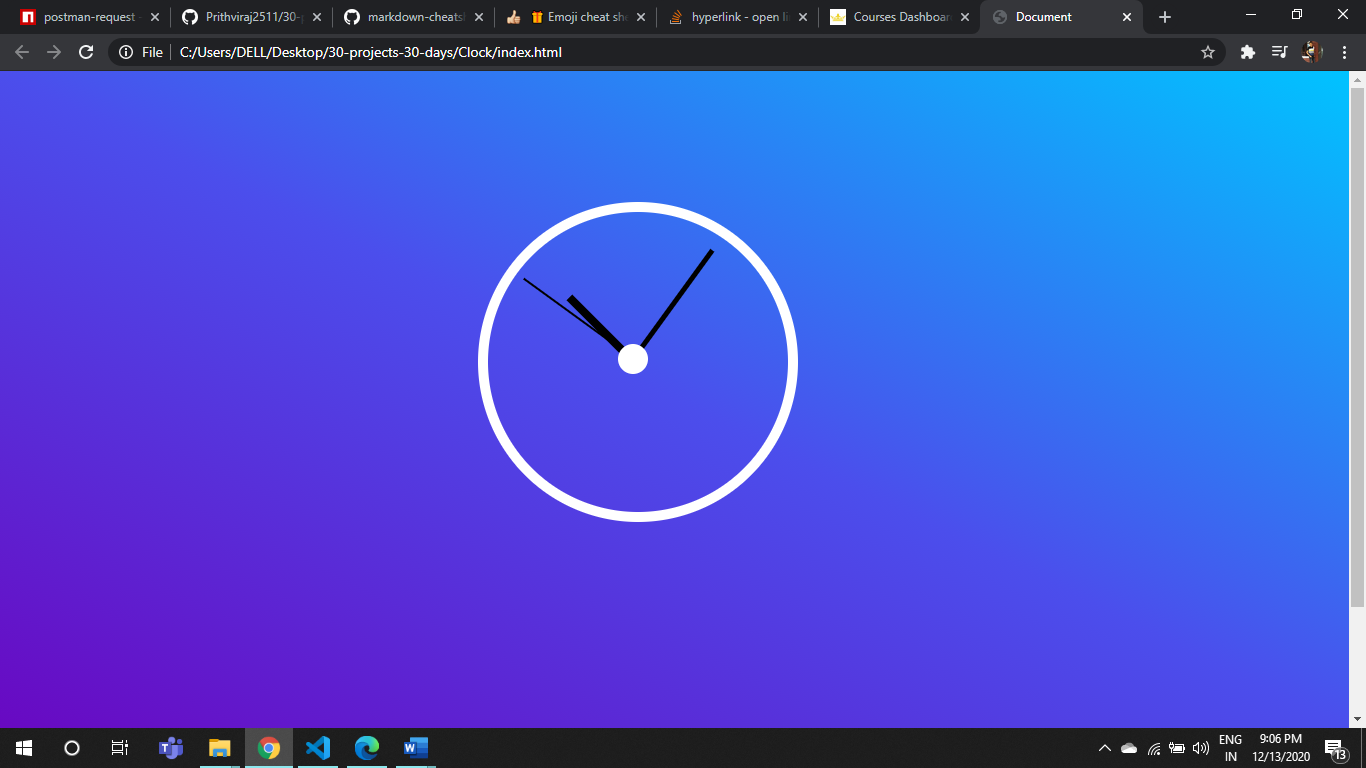 postman-request
Prithviraj2511/30-
markdown-cheats
Emoji cheat she
hyperlink - open li
Courses Dashboar
Document
File
C:/Users/DELL/Desktop/30-projects-30-days/Clock/index.html
ENG
IN
9:06 PM
12/13/2020
13